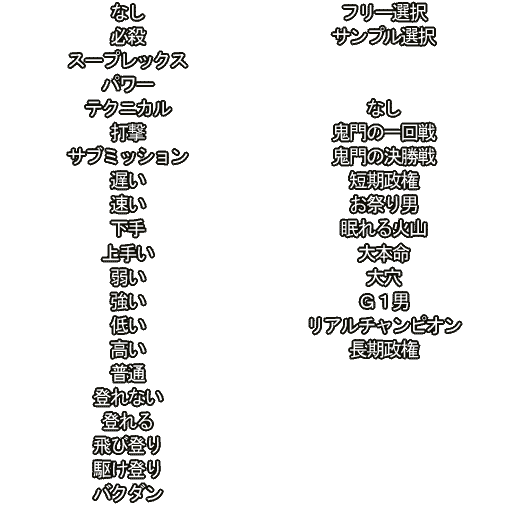 なし
必殺
スープレックス
パワー
テクニカル
打撃
サブミッション
遅い
速い
下手
上手い
弱い
強い
低い
高い
普通
登れない
登れる
飛び登り
駆け登り
バクダン
フリー選択
サンプル選択
なし
鬼門の一回戦
鬼門の決勝戦
短期政権
お祭り男
眠れる火山
大本命
大穴
Ｇ１男
リアルチャンピオン
長期政権